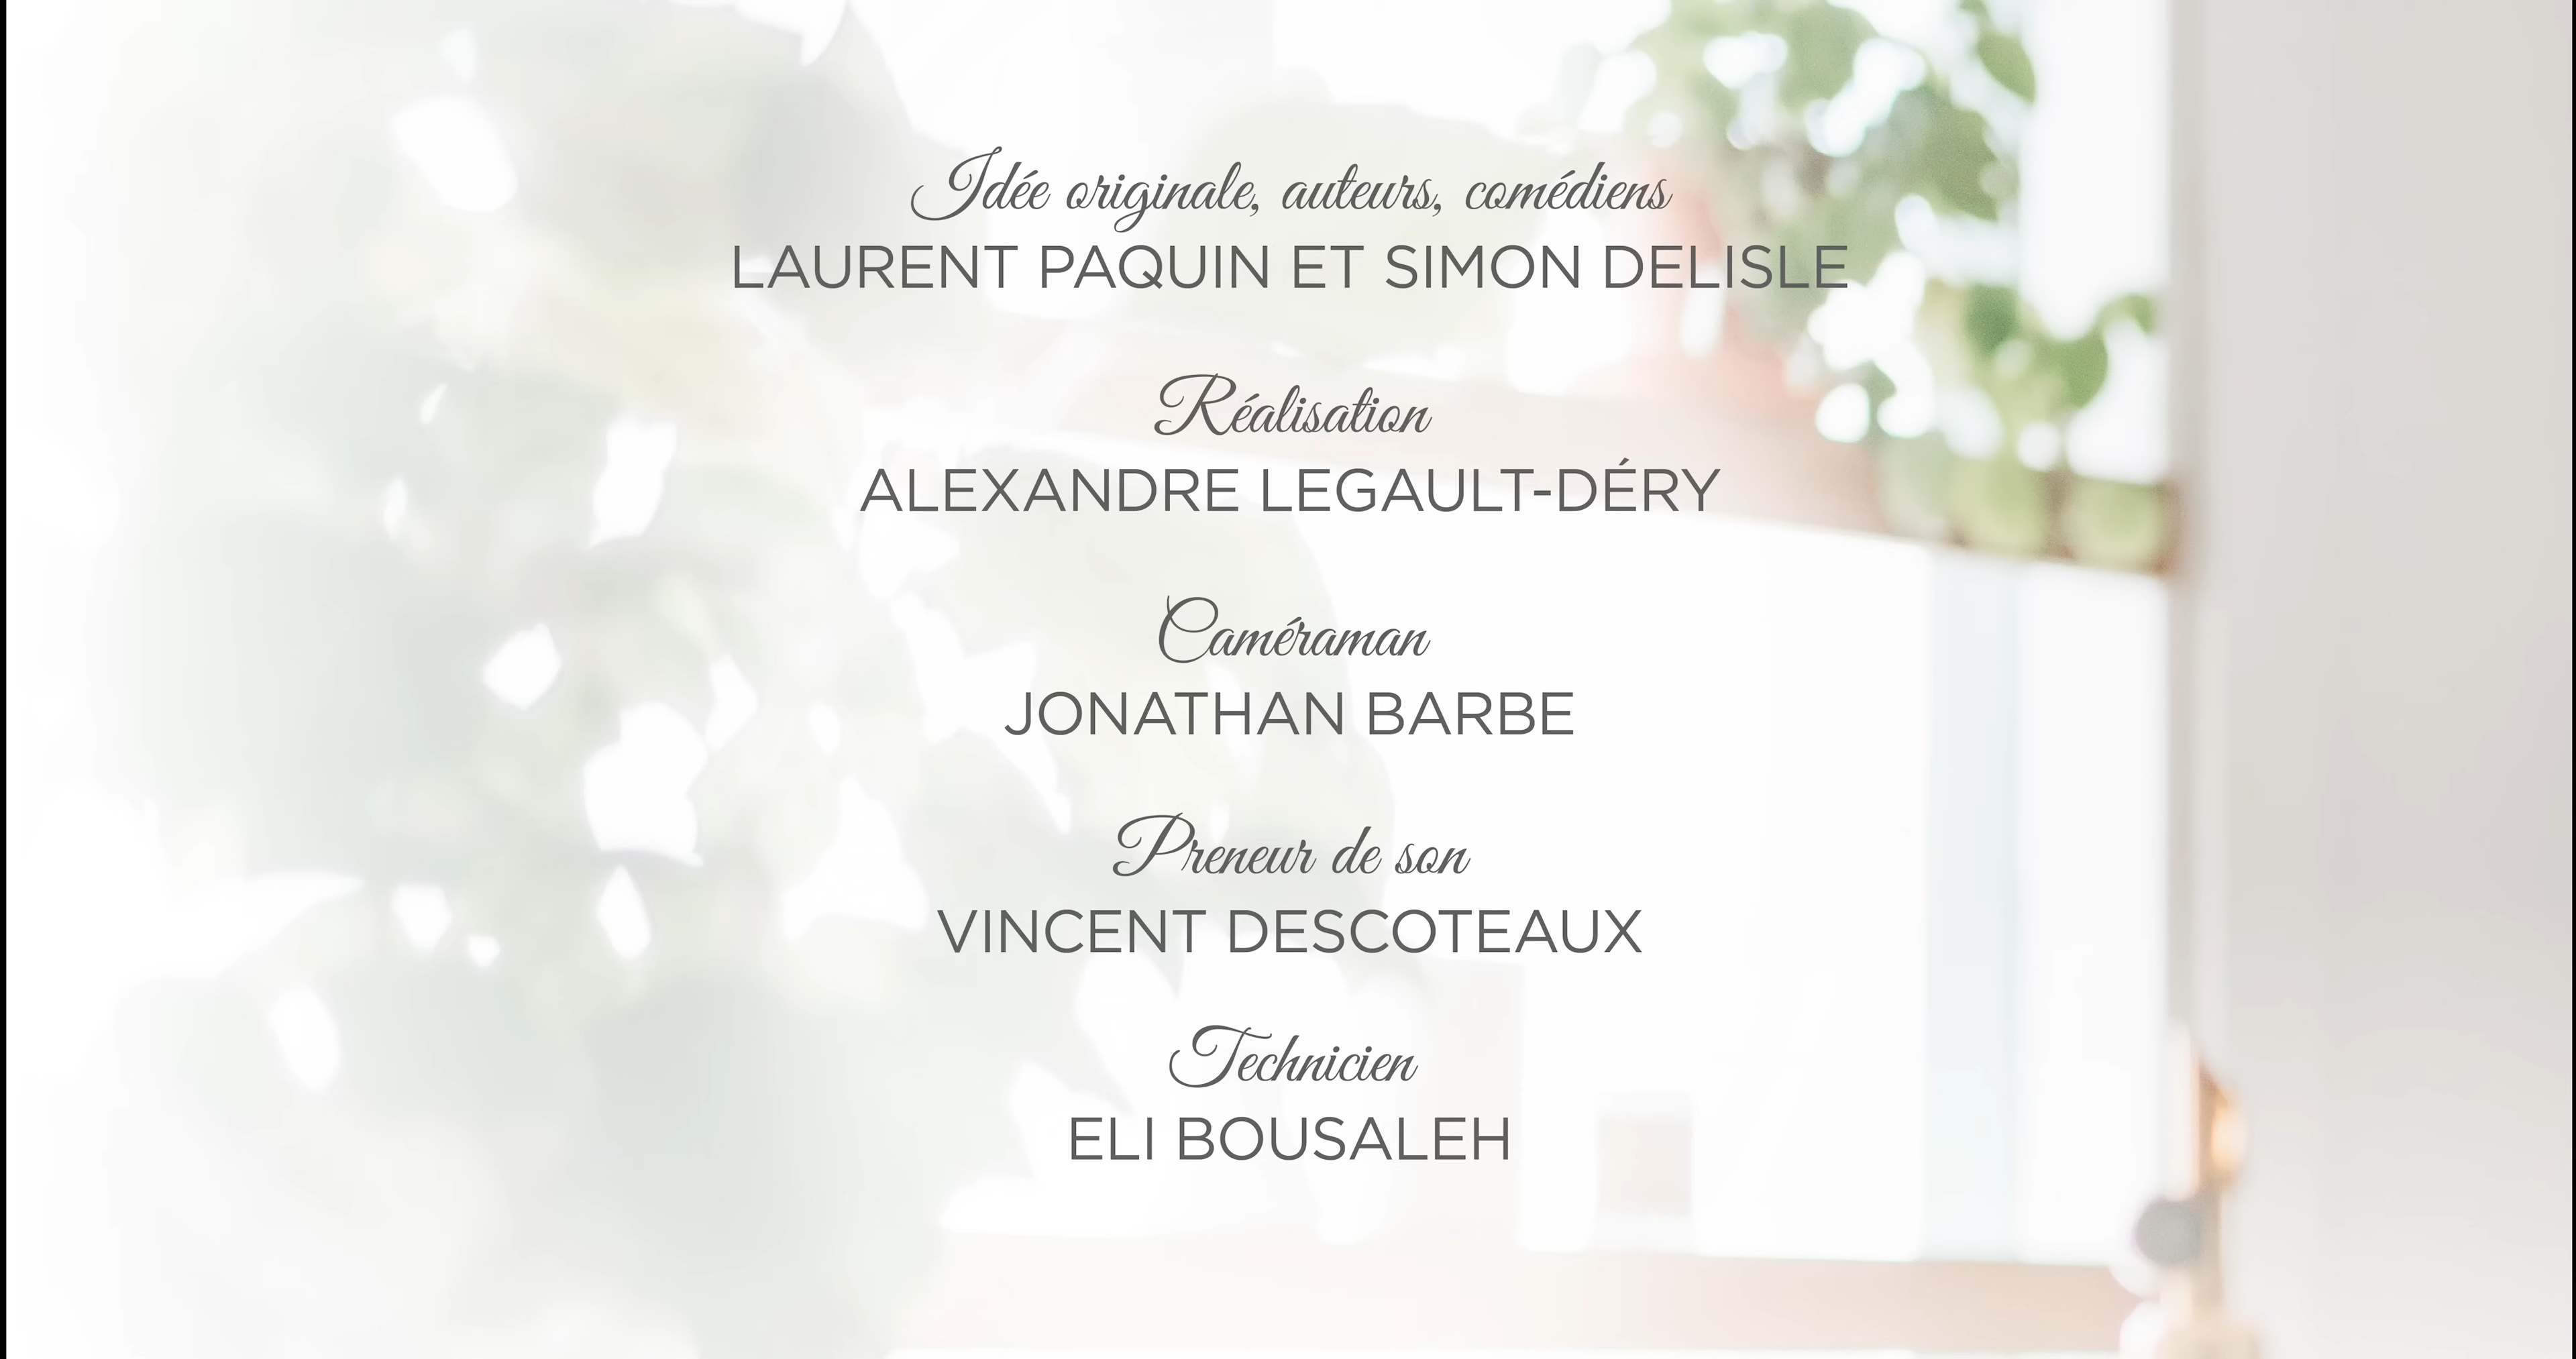 Idée originale, auteurs, comédiens
LAURENT PAQUIN ET SIMON DELISLE
Réalisation
ALEXANDRE LEGAULT-DÉRY
Caméraman
JONATHAN BARBE
Preneur de son
VINCENT DESCOTEAUX
Technicien
ELI BOUSALEH